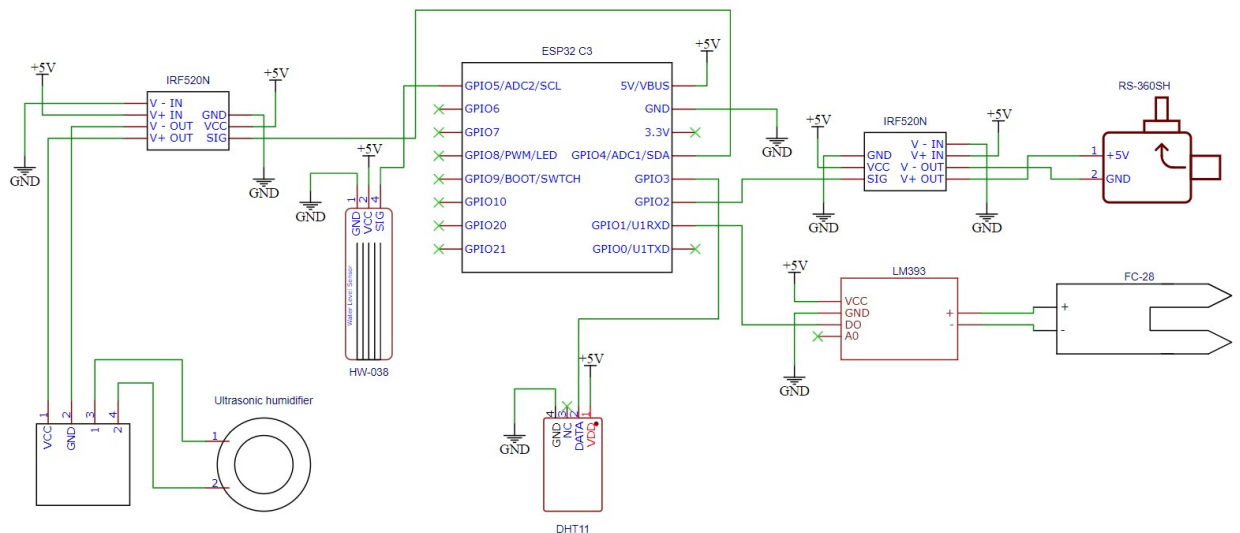 ESP32 C3
GPIO5/ADC2/SCL
GPIO6
GPIO7
GPIO8/PWM/LED
GPIO9/BOOT/SWTCH
GPIO10
GPIO20
GPIO21
5V/VBUS
GND
3.3V
GPIO4/ADC1/SDA
GPIO3
GPIO2
GPIO1/U1RXD
GPIO0/U1TXD
+5V
GND
+5V
IRF520N
+5V
V - IN
V+ IN
V - OUT
V+ OUT
GND
VCC
SIG
GND
GND
+5V
GND
1
2
4
GND
VCC
SIG
Water Level Sensor
HW-038
1
2
3
4
VCC
GND
1
2
Ultrasonic humidifier
1
2
+5V
GND
4
3
2
1
GND
NC
DATA
VDD
DHT11
+5V
IRF520N
+5V
GND
VCC
SIG
V - IN
V+ IN
V - OUT
V+ OUT
GND
GND
RS-360SH
1
2
+5V
GND
+5V
LM393
VCC
GND
DO
A0
+
-
GND
FC-28
+
-